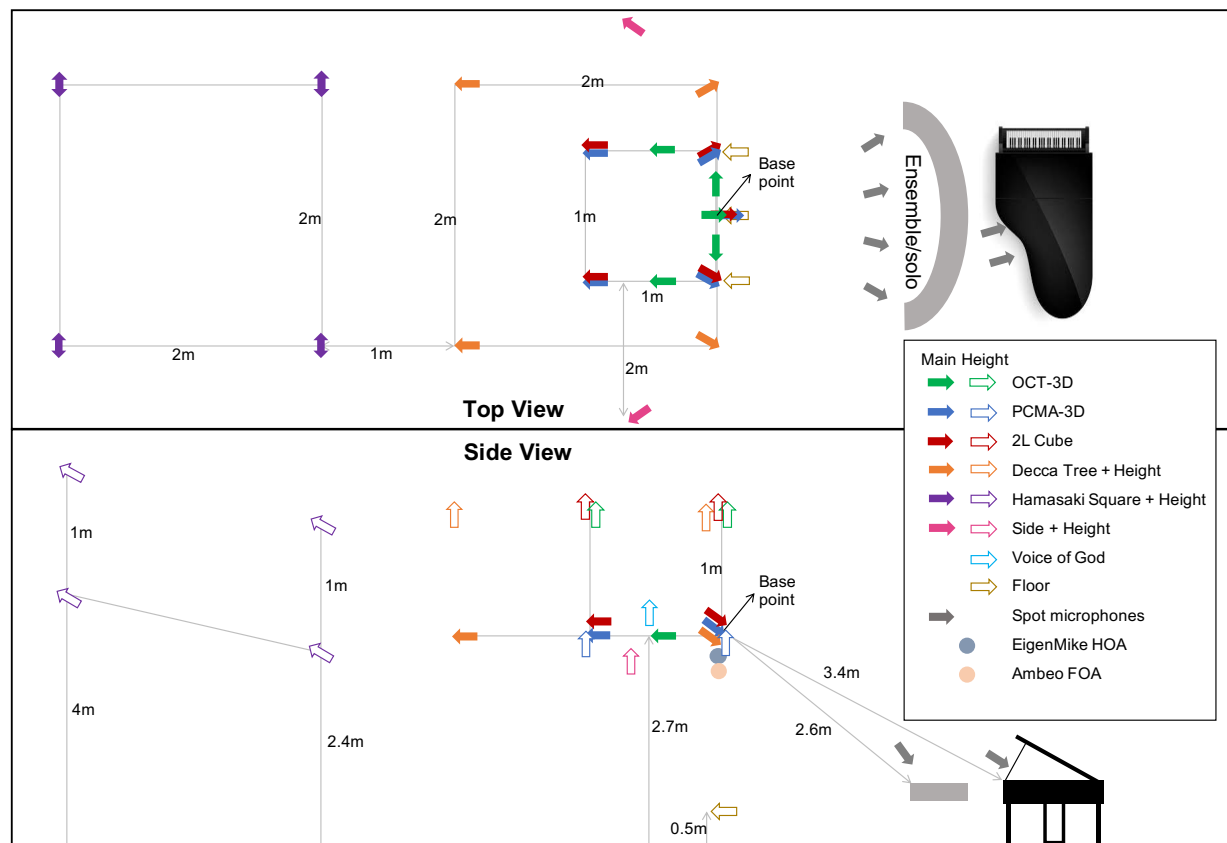 2m
Base
point
2m
2m
2m
1m
Ensemble/solo
1m
2m
1m
2m
Top View
Main Height
OCT-3D
PCMA-3D
2L Cube
Decca Tree + Height
Hamasaki Square + Height
Side + Height
Voice of God
Floor
Spot microphones
EigenMike HOA
Ambeo FOA
Side View
1m
1m
1m
Base
point
3.4m
4m
2.4m
2.7m
2.6m
0.5m